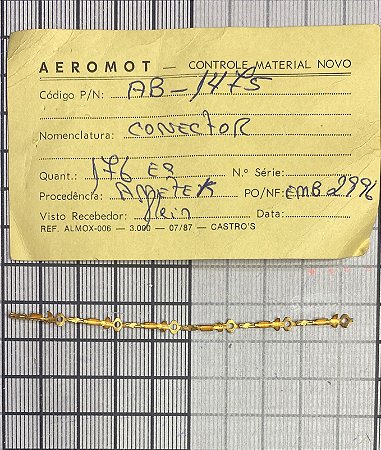 AEROMOT — CONTROLE MATERIAL NOVO
Código P/N: AB-1475
Nomenclatura: CONECTOR
Quant.: 176 EA N.º Série:
Procedência: AMETEK PO/NF: EMB 2996
Visto Recebedor: Data:
REF. ALMOX-006 — 3.000 — 07/87 — CASTRO'S